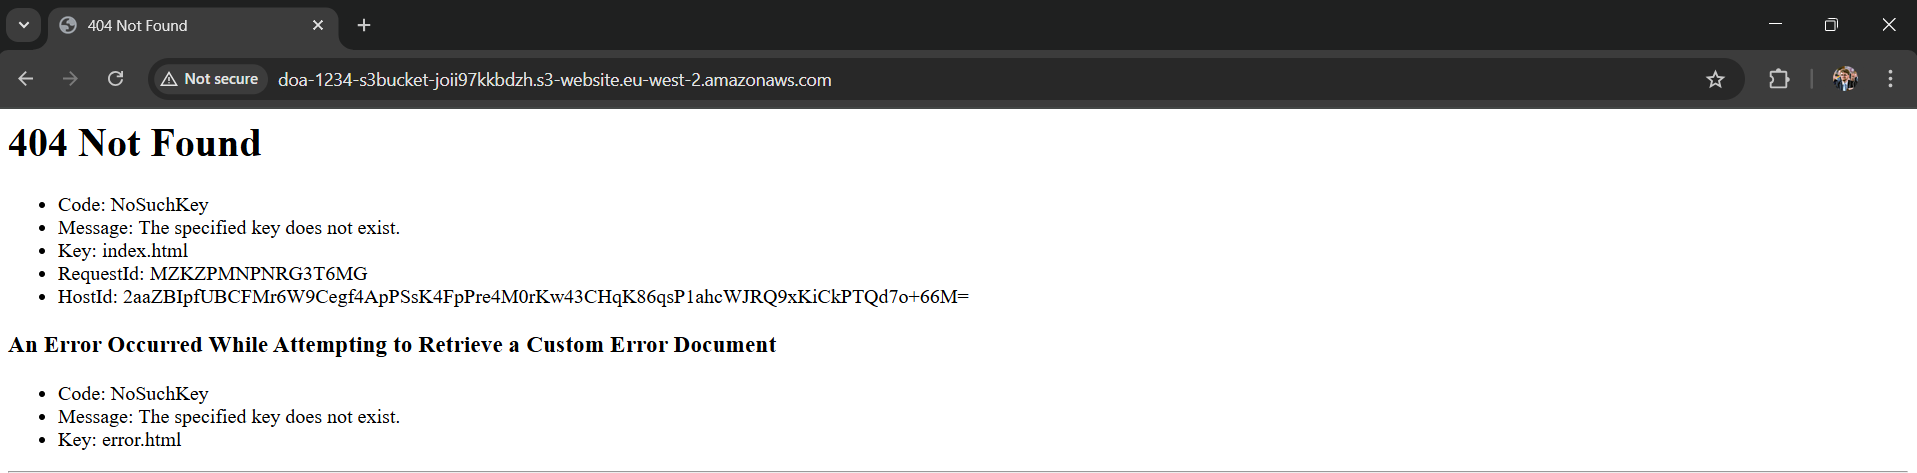 404 Not Found
Not secure
doa-1234-s3bucket-joii97kkbdzh.s3-website.eu-west-2.amazonaws.com
404 Not Found
Code: NoSuchKey
Message: The specified key does not exist.
Key: index.html
RequestId: MZKZPMNPNRG3T6MG
HostId: 2aaZBIpfUBCFMr6W9Cegf4ApPSsK4FpPre4M0rKw43CHqK86qsP1ahcWJRQ9xKiCkPTQd7o+66M=
An Error Occurred While Attempting to Retrieve a Custom Error Document
Code: NoSuchKey
Message: The specified key does not exist.
Key: error.html